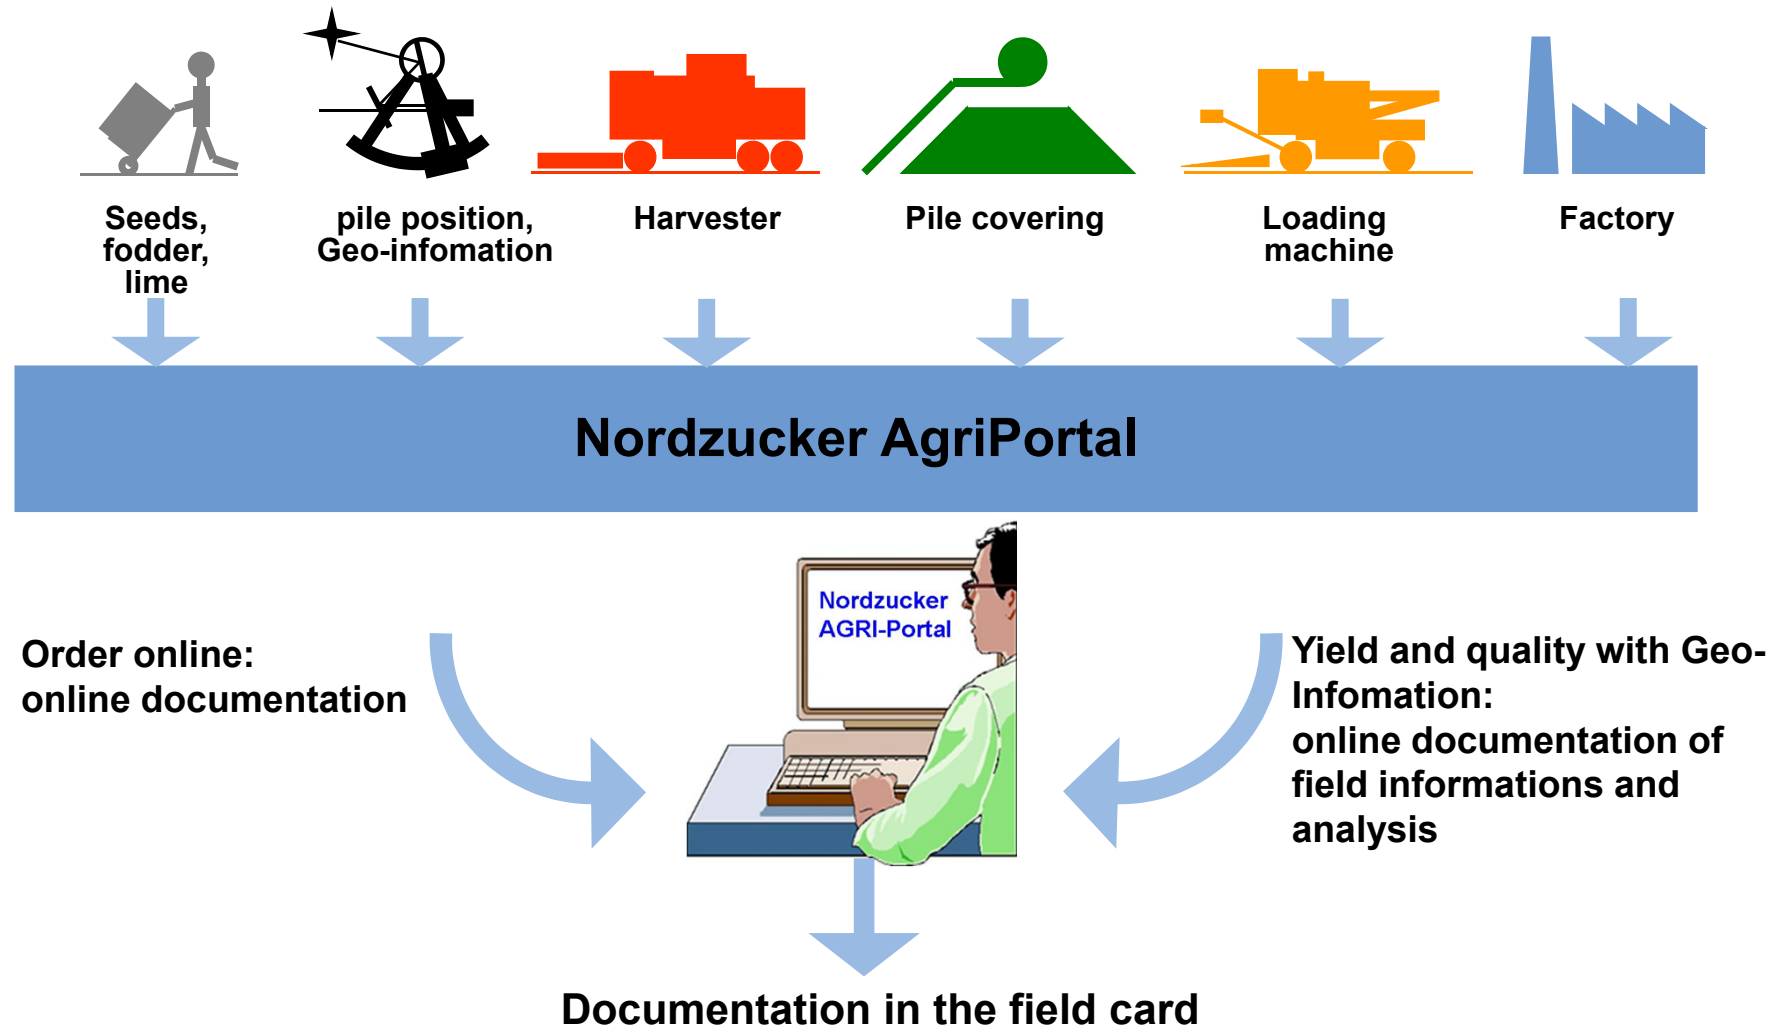 Seeds,
fodder,
lime
pile position,
Geo-infomation
Harvester
Pile covering
Loading
machine
Factory
Nordzucker AgriPortal
Nordzucker
AGRI-Portal
Order online:
online documentation
Yield and quality with Geo-
Infomation:
online documentation of
field informations and
analysis
Documentation in the field card